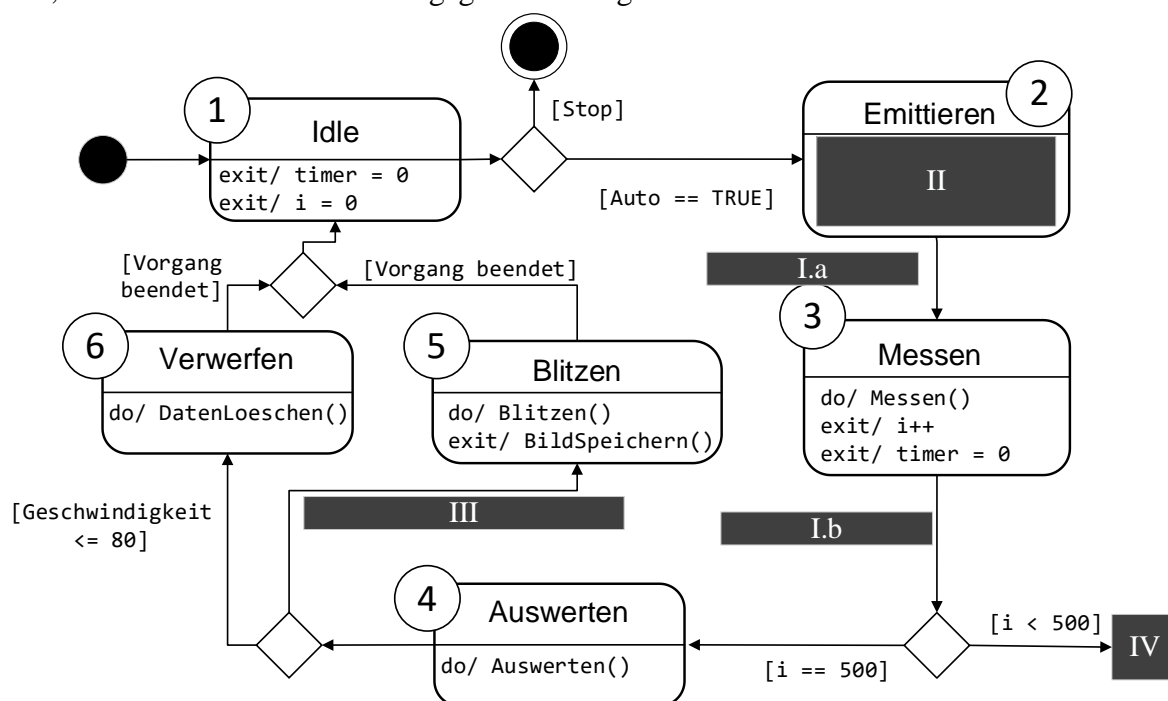 1
Idle
exit/ timer = 0
exit/ i = 0
[Stop]
[Auto == TRUE]
2
Emittieren
II
I.a
[Vorgang
beendet]
[Vorgang beendet]
6
Verwerfen
do/ DatenLoeschen()
5
Blitzen
do/ Blitzen()
exit/ BildSpeichern()
3
Messen
do/ Messen()
exit/ i++
exit/ timer = 0
[Geschwindigkeit
<= 80]
III
I.b
4
Auswerten
do/ Auswerten()
[i == 500]
[i < 500]
IV